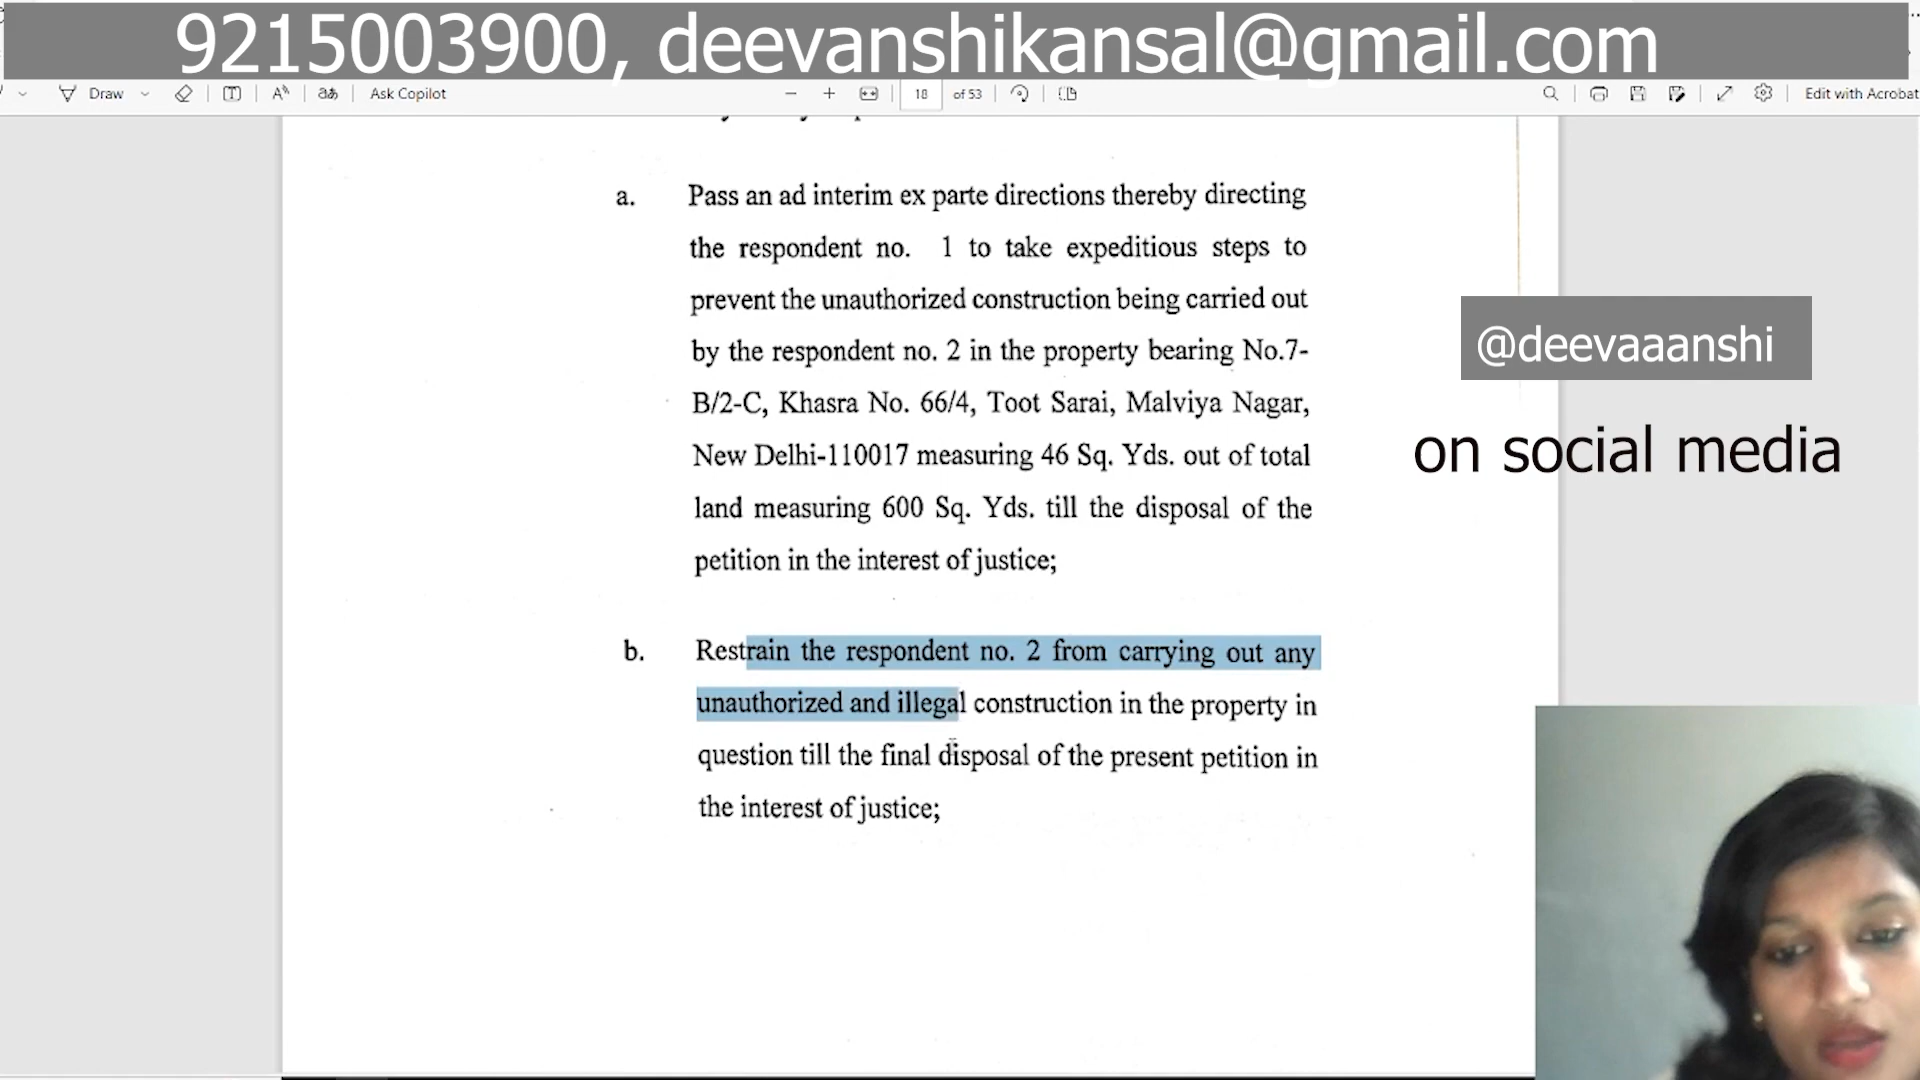 9215003900, deevanshikansal@gmail.com
Draw
Ask Copilot
18 of 53
Edit with Acrobat
a. Pass an ad interim ex parte directions thereby directing
the respondent no. 1 to take expeditious steps to
prevent the unauthorized construction being carried out
by the respondent no. 2 in the property bearing No.7-
B/2-C, Khasra No. 66/4, Toot Sarai, Malviya Nagar,
New Delhi-110017 measuring 46 Sq. Yds. out of total
land measuring 600 Sq. Yds. till the disposal of the
petition in the interest of justice;
@deevaaanshi
on social media
b. Restrain the respondent no. 2 from carrying out any
unauthorized and illegal construction in the property in
question till the final disposal of the present petition in
the interest of justice;